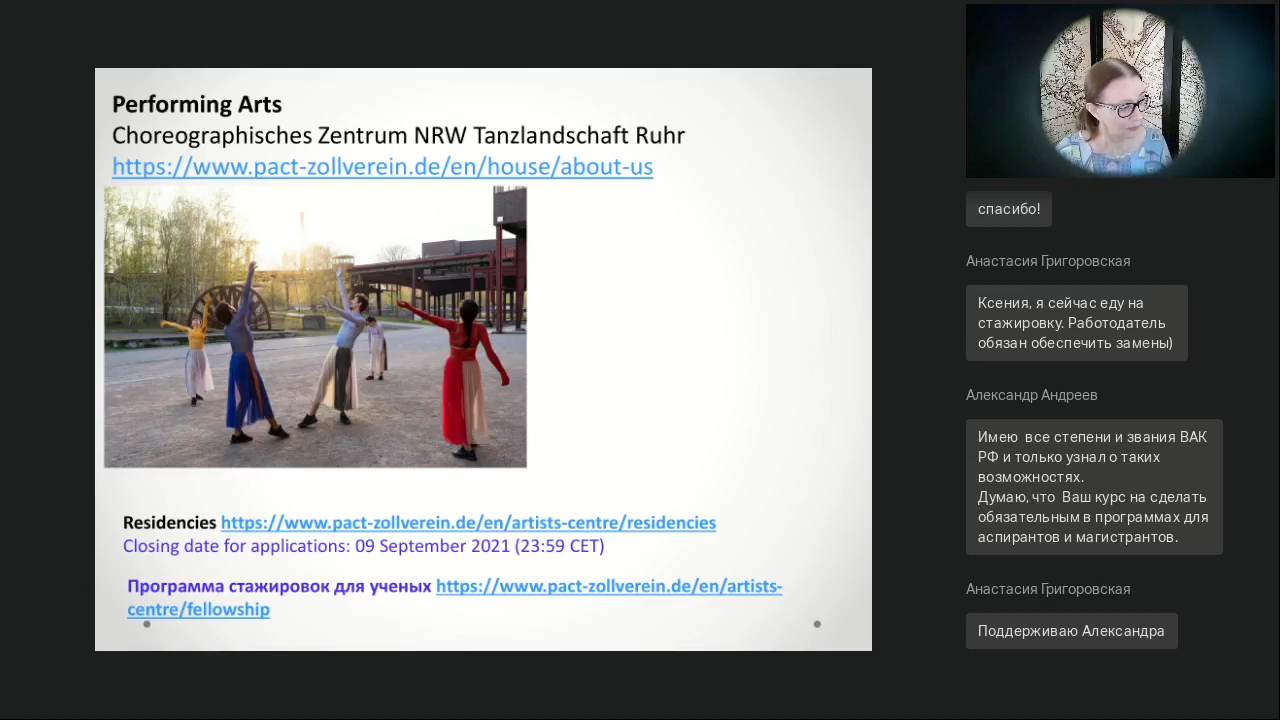 Performing Arts
Choreographisches Zentrum NRW Tanzlandschaft Ruhr
https://www.pact-zollverein.de/en/house/about-us
Residencies https://www.pact-zollverein.de/en/artists-centre/residencies
Closing date for applications: 09 September 2021 (23:59 CET)
Программа стажировок для ученых https://www.pact-zollverein.de/en/artists-
centre/fellowship
спасибо!
Анастасия Григоровская
Ксения, я сейчас еду на
стажировку. Работодатель
обязан обеспечить замены)
Александр Андреев
Имею все степени и звания ВАК
РФ и только узнал о таких
возможностях.
Думаю, что Ваш курс на сделать
обязательным в программах для
аспирантов и магистрантов.
Анастасия Григоровская
Поддерживаю Александра